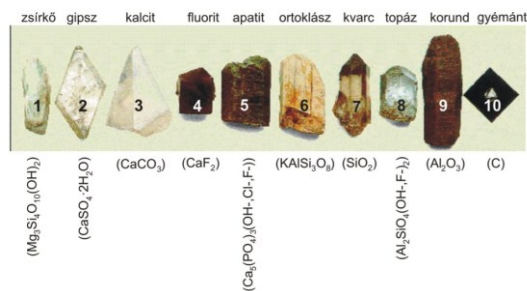 zsírkő gipsz kalcit fluorit apatit ortoklász kvarc topáz korund gyémánt
1 2 3 4 5 6 7 8 9 10
(Mg₃Si₄O₁₀(OH)₂) (CaSO₄·2H₂O) (CaCO₃) (CaF₂) (Ca₅(PO₄)₃(OH-,Cl-,F-)) (KAlSi₃O₈) (SiO₂) (Al₂SiO₄(OH-,F-)₂) (Al₂O₃) (C)